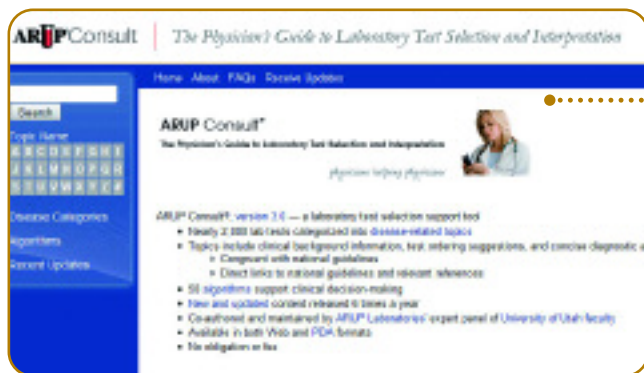 ARUP Consult
The Physician's Guide to Laboratory Test Selection and Interpretation
Home About FAQs Receive Updates
Search
Topic Name
A B C D E F G H I
J K L M N O P Q R
S T U V W X Y Z #
Disease Categories
Algorithms
Recent Updates
ARUP Consult®
The Physician's Guide to Laboratory Test Selection and Interpretation
physicians helping physicians
ARUP Consult®, version 3.0 — a laboratory test selection support tool
• Nearly 2,000 lab tests categorized into disease-related topics
• Topics include clinical background information, test ordering suggestions, and concise diagnostic
Congruent with national guidelines
Direct links to national guidelines and relevant references
• 50 algorithms support clinical decision-making
• New and updated content released 6 times a year
• Co-authored and maintained by ARUP Laboratories' expert panel of University of Utah faculty
• Available in both Web and PDA formats
• No obligation or fee